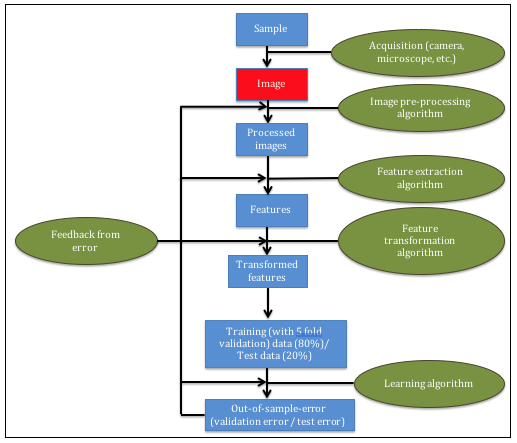 Sample
Acquisition (camera,
microscope, etc.)
Image
Image pre-processing
algorithm
Processed
images
Feature extraction
algorithm
Features
Feedback from
error
Feature
transformation
algorithm
Transformed
features
Training (with 5 fold
validation) data (80%)/
Test data (20%)
Learning algorithm
Out-of-sample-error
(validation error / test error)